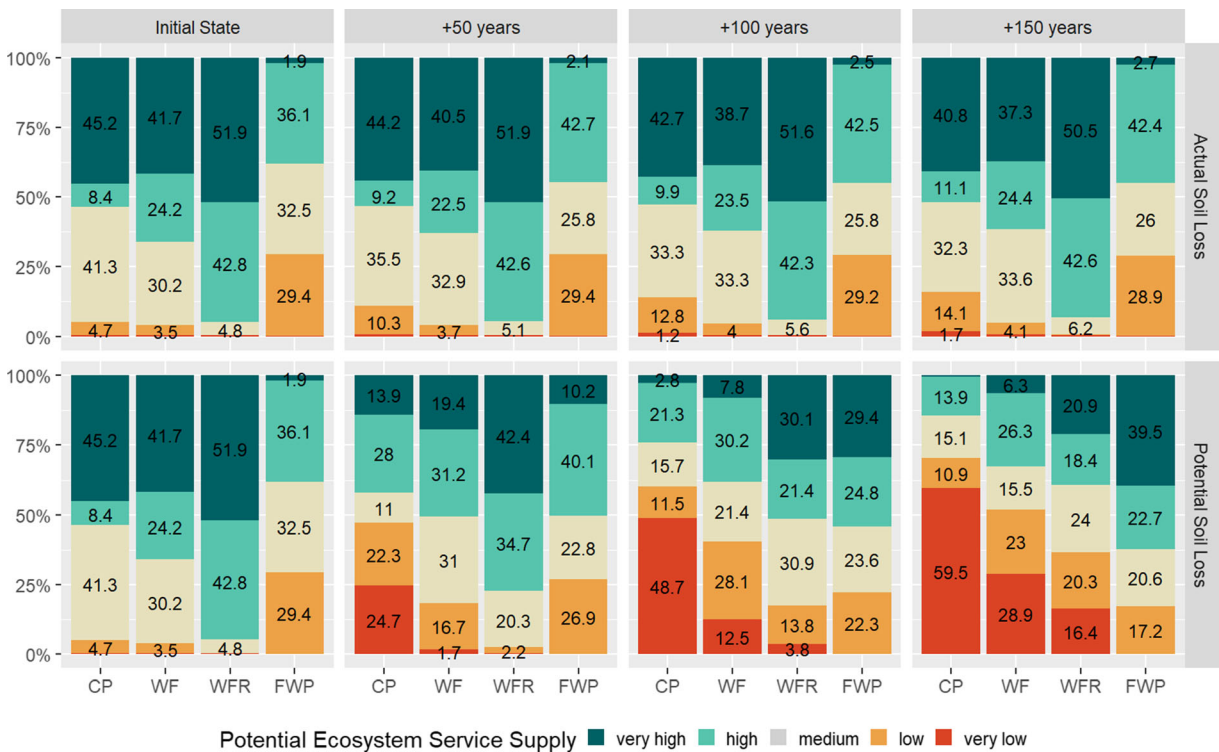 Initial State +50 years +100 years +150 years
100% 1.9 2.1 2.5 2.7
45.2 41.7 51.9 36.1 44.2 40.5 51.9 42.7 42.7 38.7 51.6 42.5 40.8 37.3 50.5 42.4
75%
8.4 24.2 42.8 32.5 9.2 22.5 42.6 25.8 9.9 23.5 42.3 25.8 11.1 24.4 42.6 26
50%
41.3 30.2 29.4 35.5 32.9 29.4 33.3 33.3 29.2 32.3 33.6 28.9
25%
4.7 3.5 4.8 10.3 3.7 5.1 12.8 4 5.6 14.1 4.1 6.2
0% 1.2 1.7
Actual Soil Loss
100% 1.9 13.9 19.4 42.4 10.2 2.8 7.8 30.1 29.4 6.3 20.9 39.5
45.2 41.7 51.9 36.1 28 31.2 34.7 40.1 21.3 30.2 21.4 24.8 13.9 26.3 18.4 22.7
75%
8.4 24.2 42.8 32.5 11 31 20.3 22.8 15.7 21.4 30.9 23.6 15.1 15.5 24 20.6
50%
41.3 30.2 29.4 22.3 16.7 2.2 26.9 11.5 28.1 13.8 22.3 10.9 23 20.3 17.2
25%
4.7 3.5 4.8 24.7 1.7 48.7 12.5 3.8 59.5 28.9 16.4
0%
Potential Soil Loss
CP WF WFR FWP CP WF WFR FWP CP WF WFR FWP CP WF WFR FWP
Potential Ecosystem Service Supply very high high medium low very low